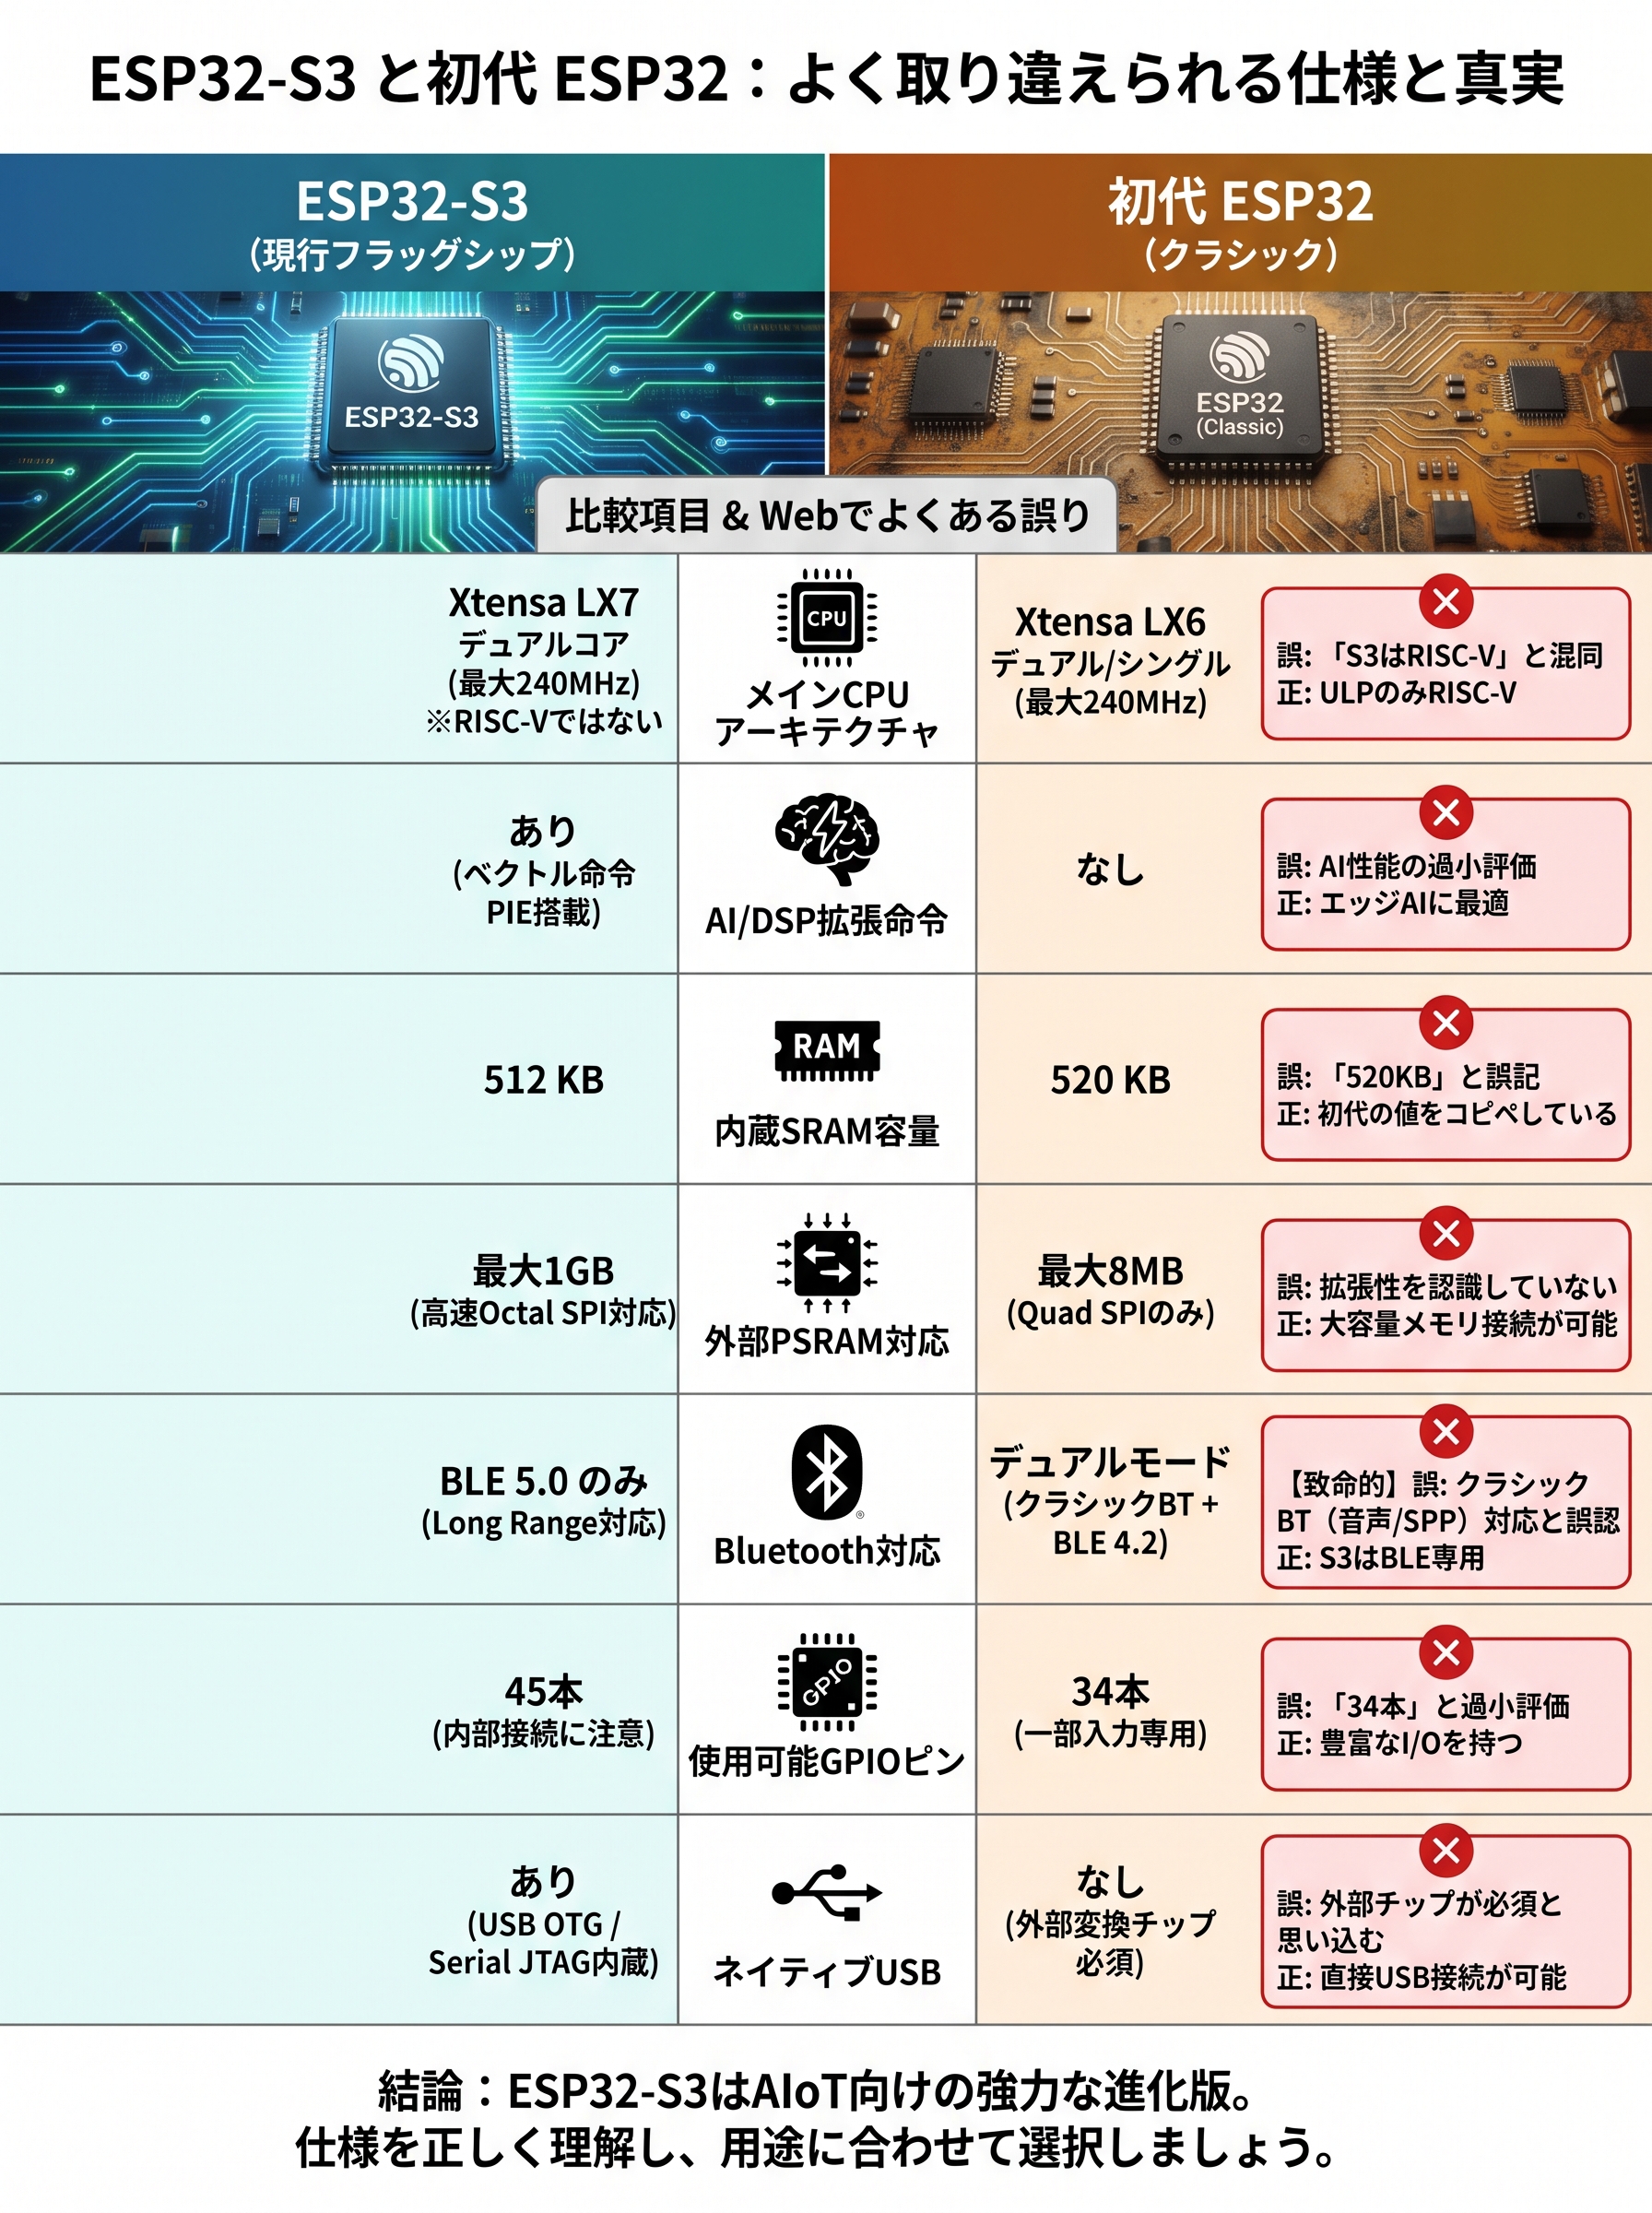 ESP32-S3 と初代 ESP32：よく取り違えられる仕様と真実
ESP32-S3
（現行フラッグシップ）
初代 ESP32
（クラシック）
ESP32-S3
ESP32
(Classic)
比較項目 & Webでよくある誤り
Xtensa LX7
デュアルコア
(最大240MHz)
※RISC-Vではない
CPU
メインCPU
アーキテクチャ
Xtensa LX6
デュアル/シングル
(最大240MHz)
誤: 「S3はRISC-V」と混同
正: ULPのみRISC-V
あり
(ベクトル命令
PIE搭載)
AI/DSP拡張命令
なし
誤: AI性能の過小評価
正: エッジAIに最適
512 KB
RAM
内蔵SRAM容量
520 KB
誤: 「520KB」と誤記
正: 初代の値をコピペしている
最大1GB
(高速Octal SPI対応)
外部PSRAM対応
最大8MB
(Quad SPIのみ)
誤: 拡張性を認識していない
正: 大容量メモリ接続が可能
BLE 5.0 のみ
(Long Range対応)
®
Bluetooth対応
デュアルモード
(クラシックBT +
BLE 4.2)
【致命的】誤: クラシック
BT（音声/SPP）対応と誤認
正: S3はBLE専用
45本
(内部接続に注意)
GPIO
使用可能GPIOピン
34本
(一部入力専用)
誤: 「34本」と過小評価
正: 豊富なI/Oを持つ
あり
(USB OTG /
Serial JTAG内蔵)
ネイティブUSB
なし
(外部変換チップ
必須)
誤: 外部チップが必須と
思い込む
正: 直接USB接続が可能
結論：ESP32-S3はAIoT向けの強力な進化版。
仕様を正しく理解し、用途に合わせて選択しましょう。